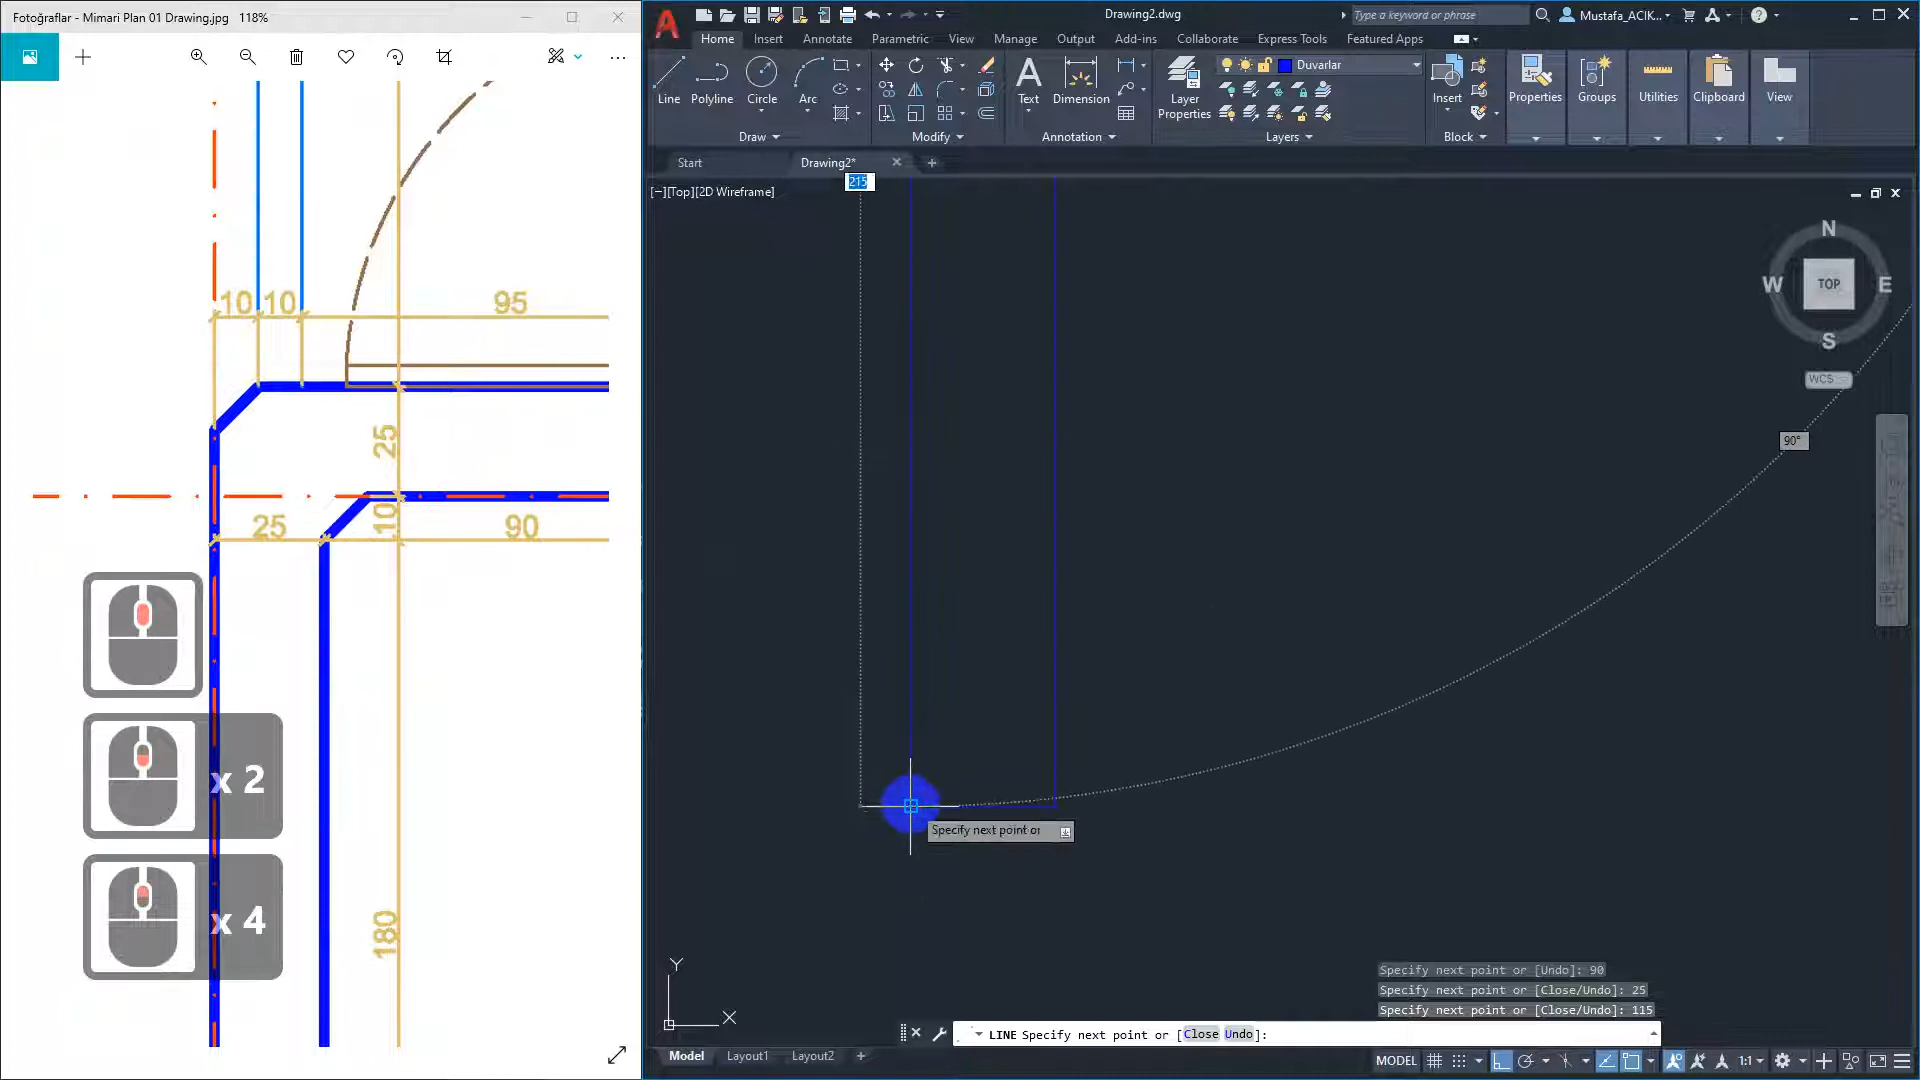 Fotoğraflar - Mimari Plan 01 Drawing.jpg   118%
10 10 95
25
25 10 90
180
x 2
x 4
Drawing2.dwg
Type a keyword or phrase
Mustafa_ACIK...
Home Insert Annotate Parametric View Manage Output Add-ins Collaborate Express Tools Featured Apps
Duvarlar
Line Polyline Circle Arc
Text Dimension
Layer
Properties
Insert
Properties Groups Utilities Clipboard View
Draw Modify Annotation Layers Block
Start Drawing2*
215
[−][Top][2D Wireframe]
N
W TOP E
S
WCS
90°
Specify next point or
Y
X
Specify next point or [Undo]: 90
Specify next point or [Close/Undo]: 25
Specify next point or [Close/Undo]: 115
LINE Specify next point or [Close Undo]:
Model Layout1 Layout2
MODEL 1:1